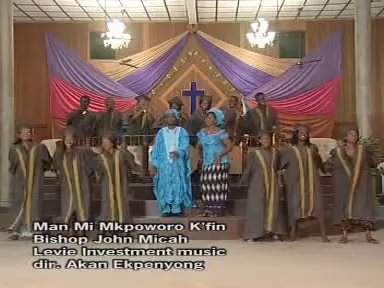 Man Mi Mkpoworo K'fin
Bishop John Micah
Levie Investment music
dir. Akan Ekpenyong